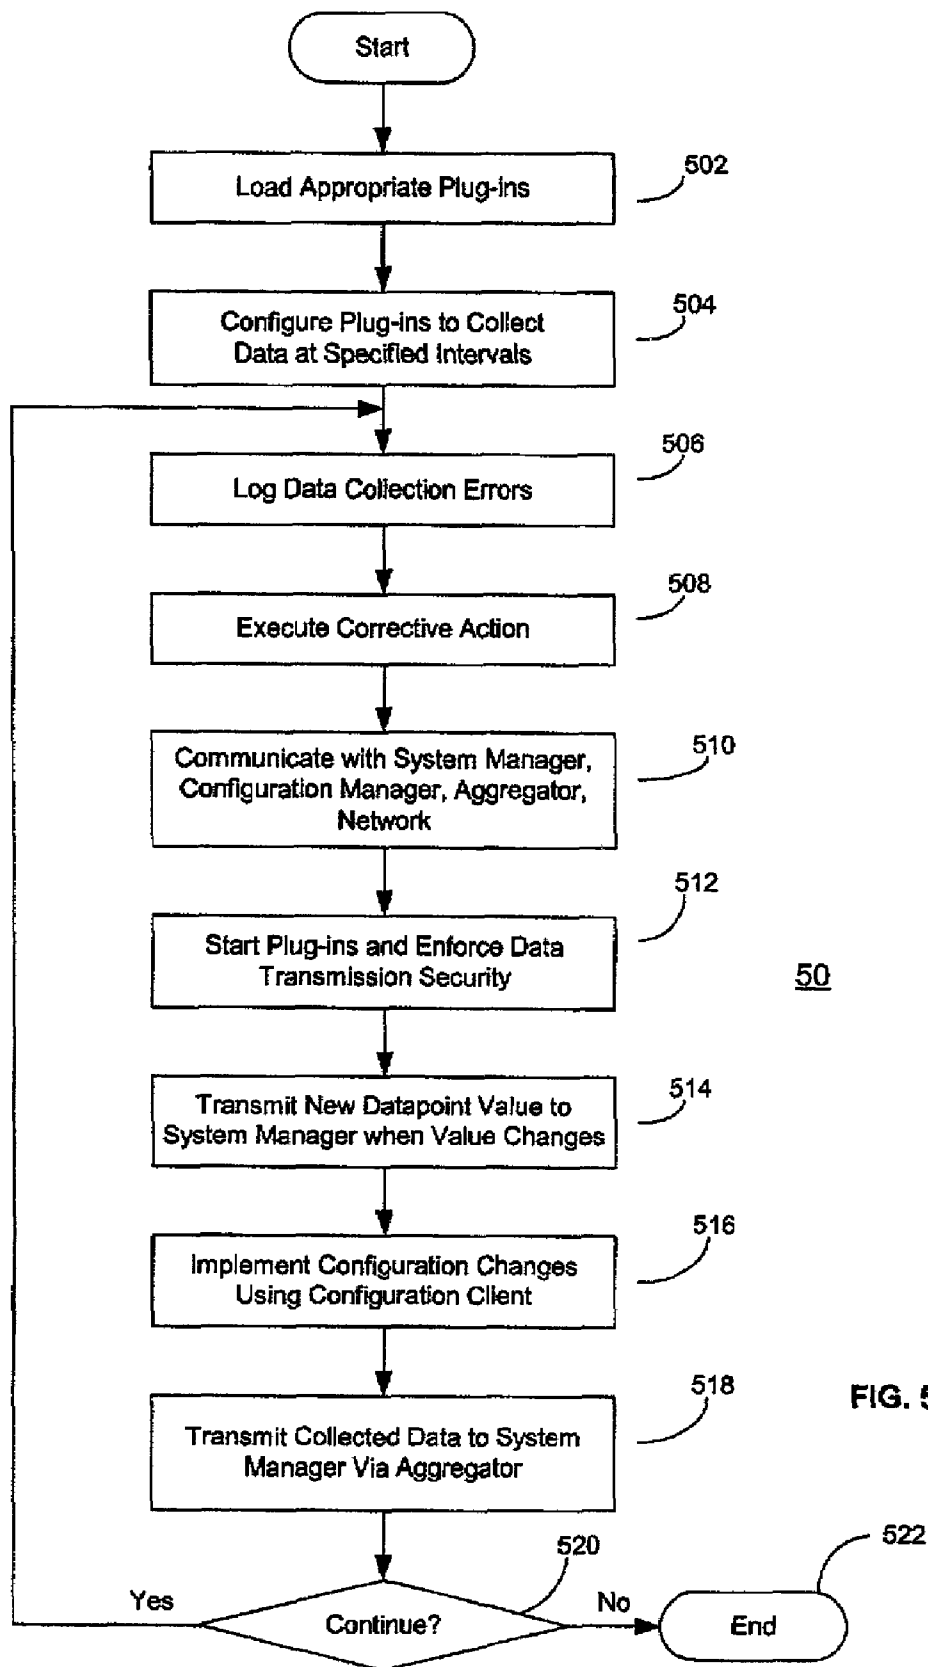 Start
Load Appropriate Plug-ins
502
Configure Plug-ins to Collect
Data at Specified Intervals
504
Log Data Collection Errors
506
Execute Corrective Action
508
Communicate with System Manager,
Configuration Manager, Aggregator,
Network
510
Start Plug-ins and Enforce Data
Transmission Security
512
50
Transmit New Datapoint Value to
System Manager when Value Changes
514
Implement Configuration Changes
Using Configuration Client
516
Transmit Collected Data to System
Manager Via Aggregator
518
FIG. 5
Yes
Continue?
520
No
End
522